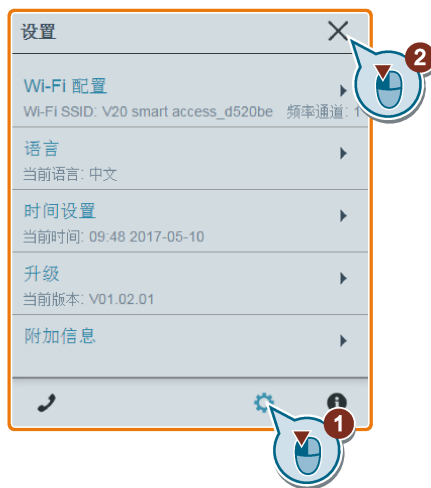 设置
2
Wi-Fi 配置
Wi-Fi SSID: V20 smart access_d520be 频率通道: 1
语言
当前语言: 中文
时间设置
当前时间: 09:48 2017-05-10
升级
当前版本: V01.02.01
附加信息
1